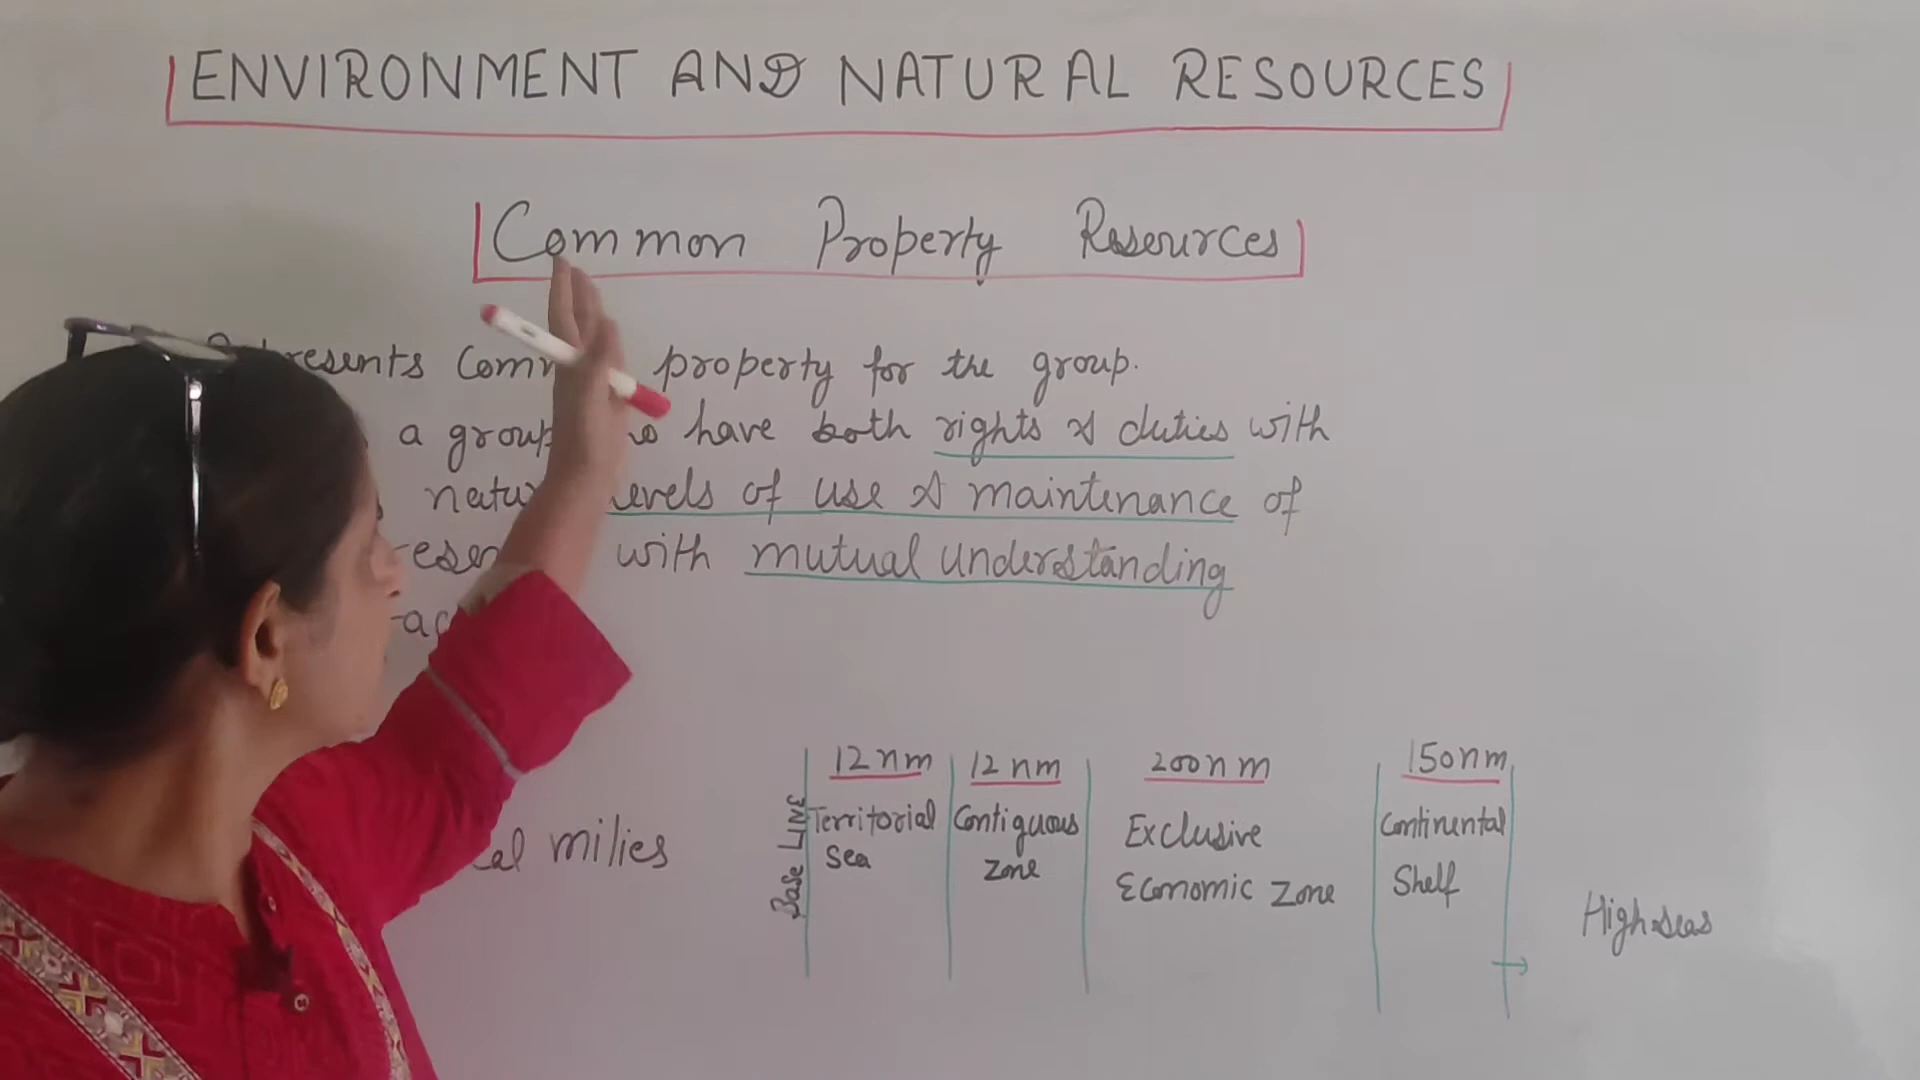 ENVIRONMENT AND NATURAL RESOURCES
Common Property Resources
property for the group.
a group have both rights & duties with
levels of use & maintenance of
with mutual understanding
milies
Base LINE
12 nm
Territorial
Sea
12 nm
Contiguous
Zone
200 n m
Exclusive
Economic Zone
150 nm
Continental
Shelf
High seas